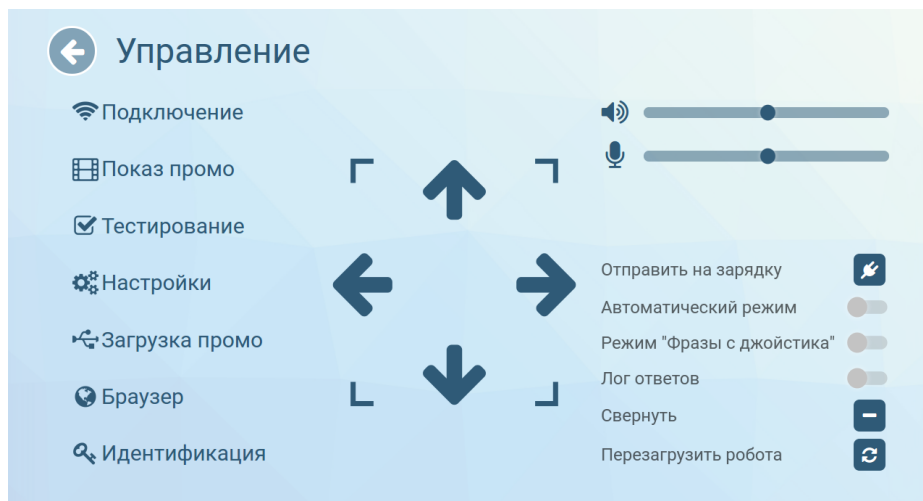 Управление
Подключение
Показ промо
Тестирование
Настройки
Загрузка промо
Браузер
Идентификация
Отправить на зарядку
Автоматический режим
Режим "Фразы с джойстика"
Лог ответов
Свернуть
Перезагрузить робота